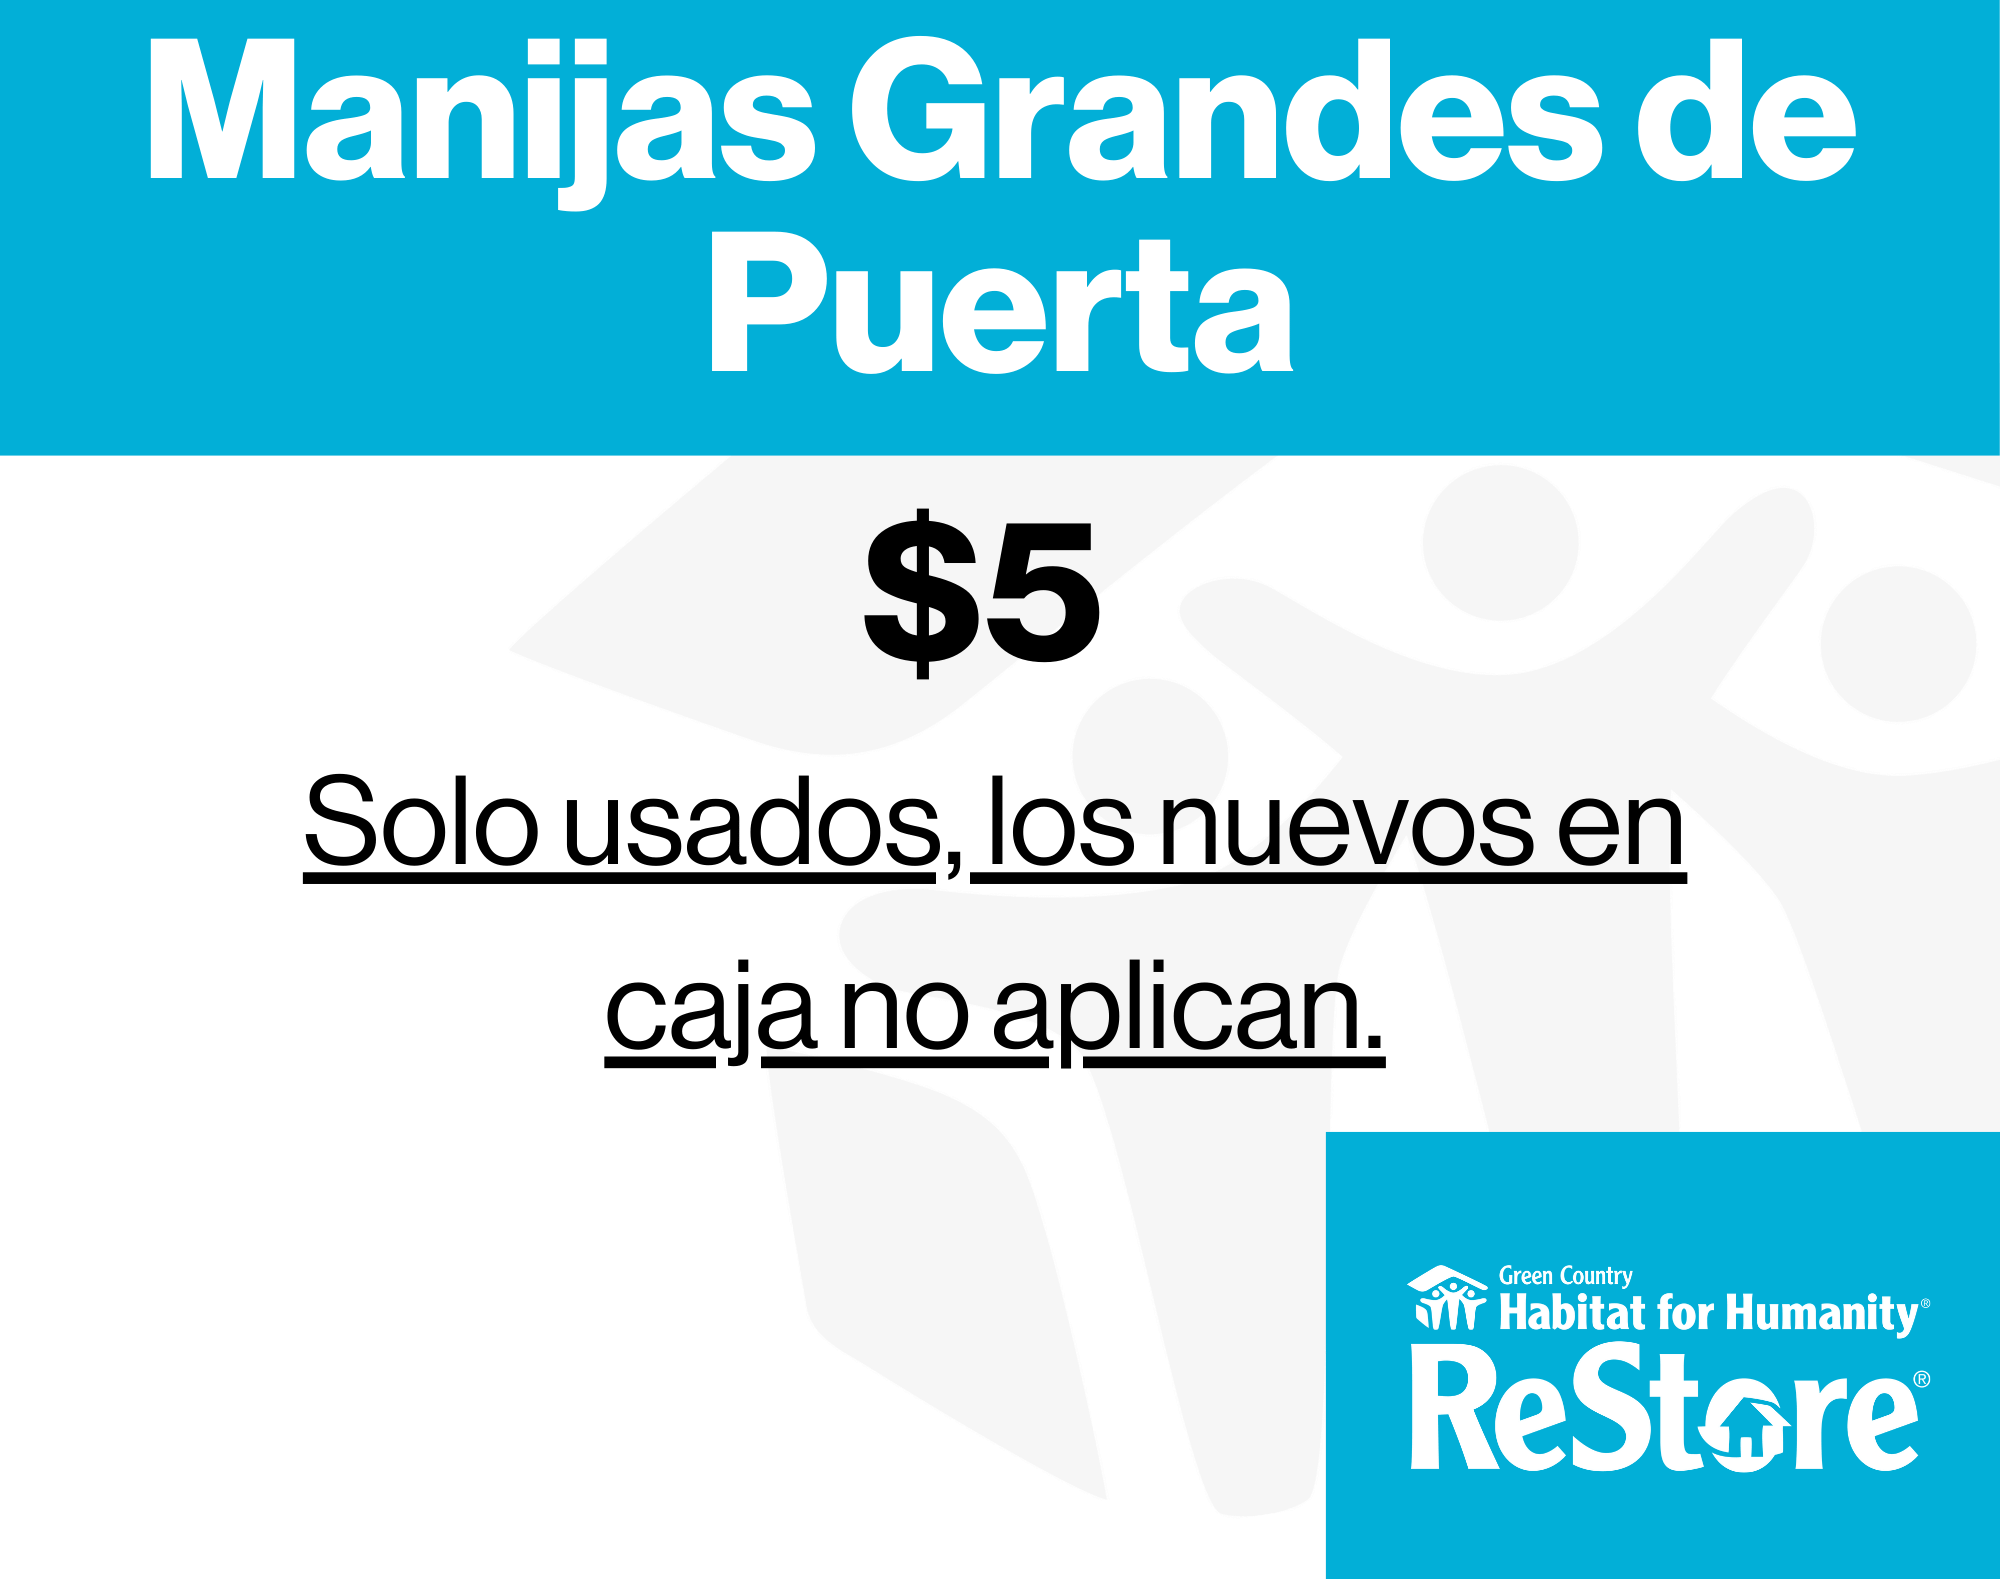 Manijas Grandes de
Puerta
$5
Solo usados, los nuevos en
caja no aplican.
Green Country
Habitat for Humanity®
ReStore®